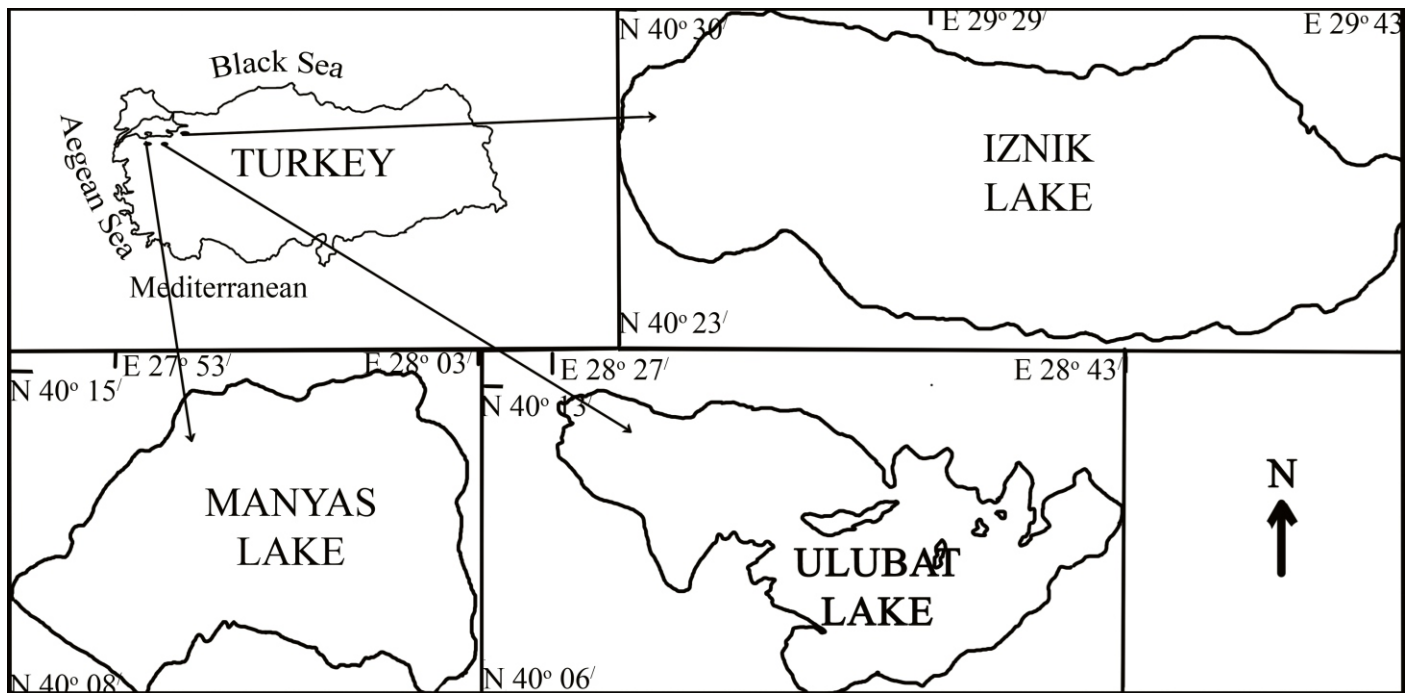 Black Sea
Aegean Sea
TURKEY
Mediterranean
N 40° 30/
E 29° 29/
E 29° 43
IZNIK
LAKE
N 40° 23/
E 27° 53/
E 28° 03/
N 40° 15/
MANYAS
LAKE
N 40° 08/
E 28° 27/
E 28° 43/
N 40° 13/
ULUBAT
LAKE
N 40° 06/
N